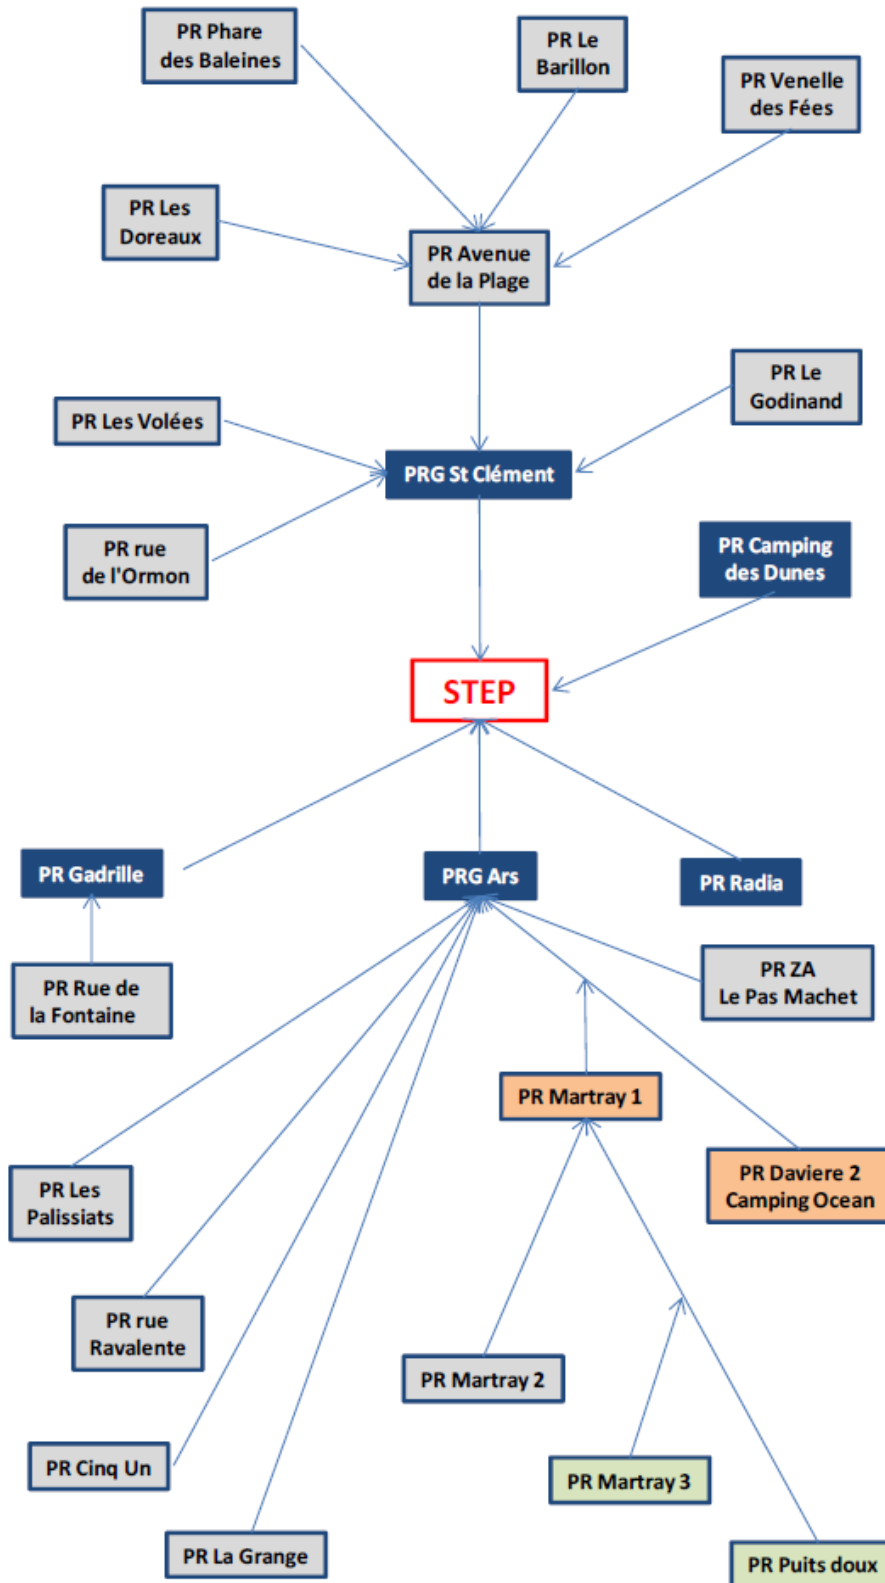 PR Phare
des Baleines
PR Le
Barillon
PR Venelle
des Fées
PR Les
Doreaux
PR Avenue
de la Plage
PR Le
Godinand
PR Les Volées
PRG St Clément
PR rue
de l'Ormon
PR Camping
des Dunes
STEP
PR Gadrille
PRG Ars
PR Radia
PR Rue de
la Fontaine
PR ZA
Le Pas Machet
PR Martray 1
PR Les
Palissiats
PR Daviere 2
Camping Ocean
PR rue
Ravalente
PR Martray 2
PR Cinq Un
PR Martray 3
PR La Grange
PR Puits doux